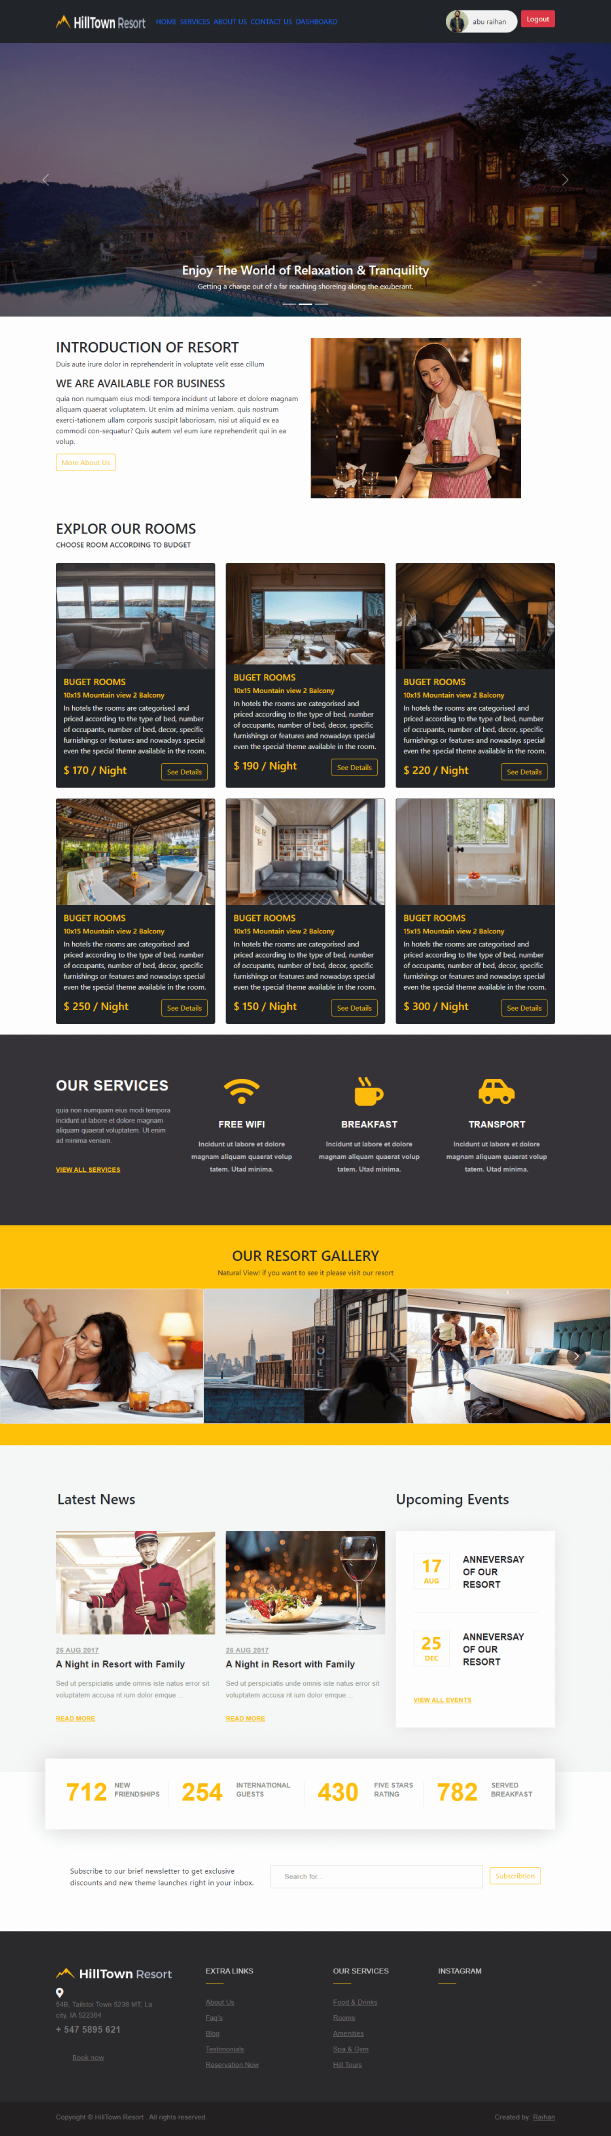 HillTown Resort
HOME SERVICES ABOUT US CONTACT US DASHBOARD
abu raihan
Logout
Enjoy The World of Relaxation & Tranquility
Getting a charge out of a far reaching shoreing along the exuberant.
INTRODUCTION OF RESORT
Duis aute irure dolor in reprehenderit in voluptate velit esse cillum
WE ARE AVAILABLE FOR BUSINESS
quia non numquam eius modi tempora incidunt ut labore et dolore magnam
aliquam quaerat voluptatem. Ut enim ad minima veniam. quis nostrum
exerci-tationem ullam corporis suscipit laboriosam, nisi ut aliquid ex ea
commodi con-sequatur? Quis autem vel eum iure reprehenderit qui in ea
volup.
More About Us
EXPLOR OUR ROOMS
CHOOSE ROOM ACCORDING TO BUDGET
BUGET ROOMS
10x15 Mountain view 2 Balcony
In hotels the rooms are categorised and
priced according to the type of bed, number
of occupants, number of bed, decor, specific
furnishings or features and nowadays special
even the special theme available in the room.
$ 170 / Night
See Details
BUGET ROOMS
10x15 Mountain view 2 Balcony
In hotels the rooms are categorised and
priced according to the type of bed, number
of occupants, number of bed, decor, specific
furnishings or features and nowadays special
even the special theme available in the room.
$ 190 / Night
See Details
BUGET ROOMS
10x15 Mountain view 2 Balcony
In hotels the rooms are categorised and
priced according to the type of bed, number
of occupants, number of bed, decor, specific
furnishings or features and nowadays special
even the special theme available in the room.
$ 220 / Night
See Details
BUGET ROOMS
10x15 Mountain view 2 Balcony
In hotels the rooms are categorised and
priced according to the type of bed, number
of occupants, number of bed, decor, specific
furnishings or features and nowadays special
even the special theme available in the room.
$ 250 / Night
See Details
BUGET ROOMS
10x15 Mountain view 2 Balcony
In hotels the rooms are categorised and
priced according to the type of bed, number
of occupants, number of bed, decor, specific
furnishings or features and nowadays special
even the special theme available in the room.
$ 150 / Night
See Details
BUGET ROOMS
15x15 Mountain view 2 Balcony
In hotels the rooms are categorised and
priced according to the type of bed, number
of occupants, number of bed, decor, specific
furnishings or features and nowadays special
even the special theme available in the room.
$ 300 / Night
See Details
OUR SERVICES
quia non numquam eius modi tempora
incidunt ut labore et dolore magnam
aliquam quaerat voluptatem. Ut enim
ad minima veniam.
VIEW ALL SERVICES
FREE WIFI
Incidunt ut labore et dolore
magnam aliquam quaerat volup
tatem. Utad minima.
BREAKFAST
Incidunt ut labore et dolore
magnam aliquam quaerat volup
tatem. Utad minima.
TRANSPORT
Incidunt ut labore et dolore
magnam aliquam quaerat volup
tatem. Utad minima.
OUR RESORT GALLERY
Natural View! if you want to see it please visit our resort
HOTEL
Latest News
25 AUG 2017
A Night in Resort with Family
Sed ut perspiciatis unde omnis iste natus error sit
voluptatem accusa nt ium dolor emque ...
READ MORE
26 AUG 2017
A Night in Resort with Family
Sed ut perspiciatis unde omnis iste natus error sit
voluptatem accusa nt ium dolor emque ...
READ MORE
Upcoming Events
17
AUG
ANNEVERSAY
OF OUR
RESORT
25
DEC
ANNEVERSAY
OF OUR
RESORT
VIEW ALL EVENTS
712
NEW
FRIENDSHIPS
254
INTERNATIONAL
GUESTS
430
FIVE STARS
RATING
782
SERVED
BREAKFAST
Subscribe to our brief newsletter to get exclusive
discounts and new theme launches right in your inbox.
Search for...
Subscribtion
HillTown Resort
54B, Tailstoi Town 5238 MT, La
city, IA 522364
+ 547 5895 621
Book now
EXTRA LINKS
About Us
Faq's
Blog
Testimonials
Reservation Now
OUR SERVICES
Food & Drinks
Rooms
Amenities
Spa & Gym
Hill Tours
INSTAGRAM
Copyright © HillTown Resort . All rights reserved.
Created by: Raihan